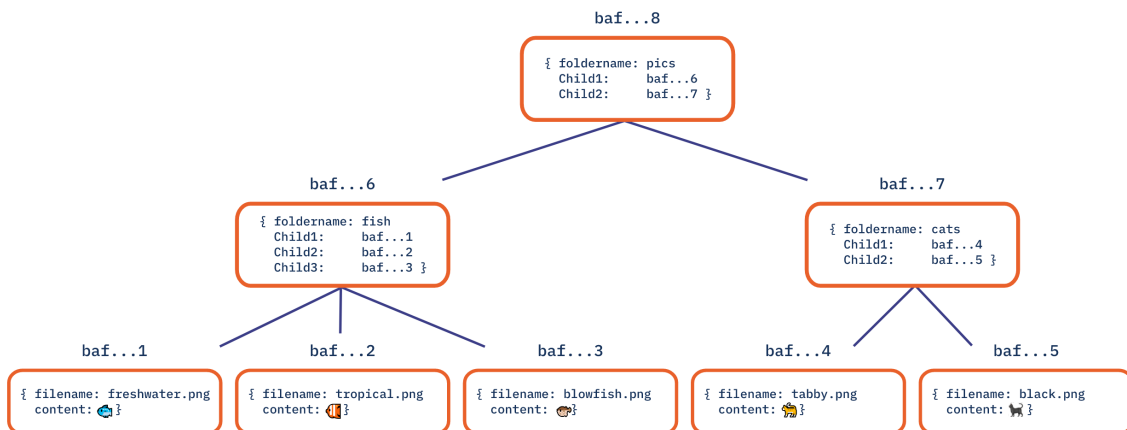 baf...8
{ foldername: pics
Child1: baf...6
Child2: baf...7 }
baf...6
baf...7
{ foldername: fish
Child1: baf...1
Child2: baf...2
Child3: baf...3 }
{ foldername: cats
Child1: baf...4
Child2: baf...5 }
baf...1
baf...2
baf...3
baf...4
baf...5
{ filename: freshwater.png
content: 🐟 }
{ filename: tropical.png
content: 🐠 }
{ filename: blowfish.png
content: 🐡 }
{ filename: tabby.png
content: 🐈 }
{ filename: black.png
content: 🐈‍⬛ }